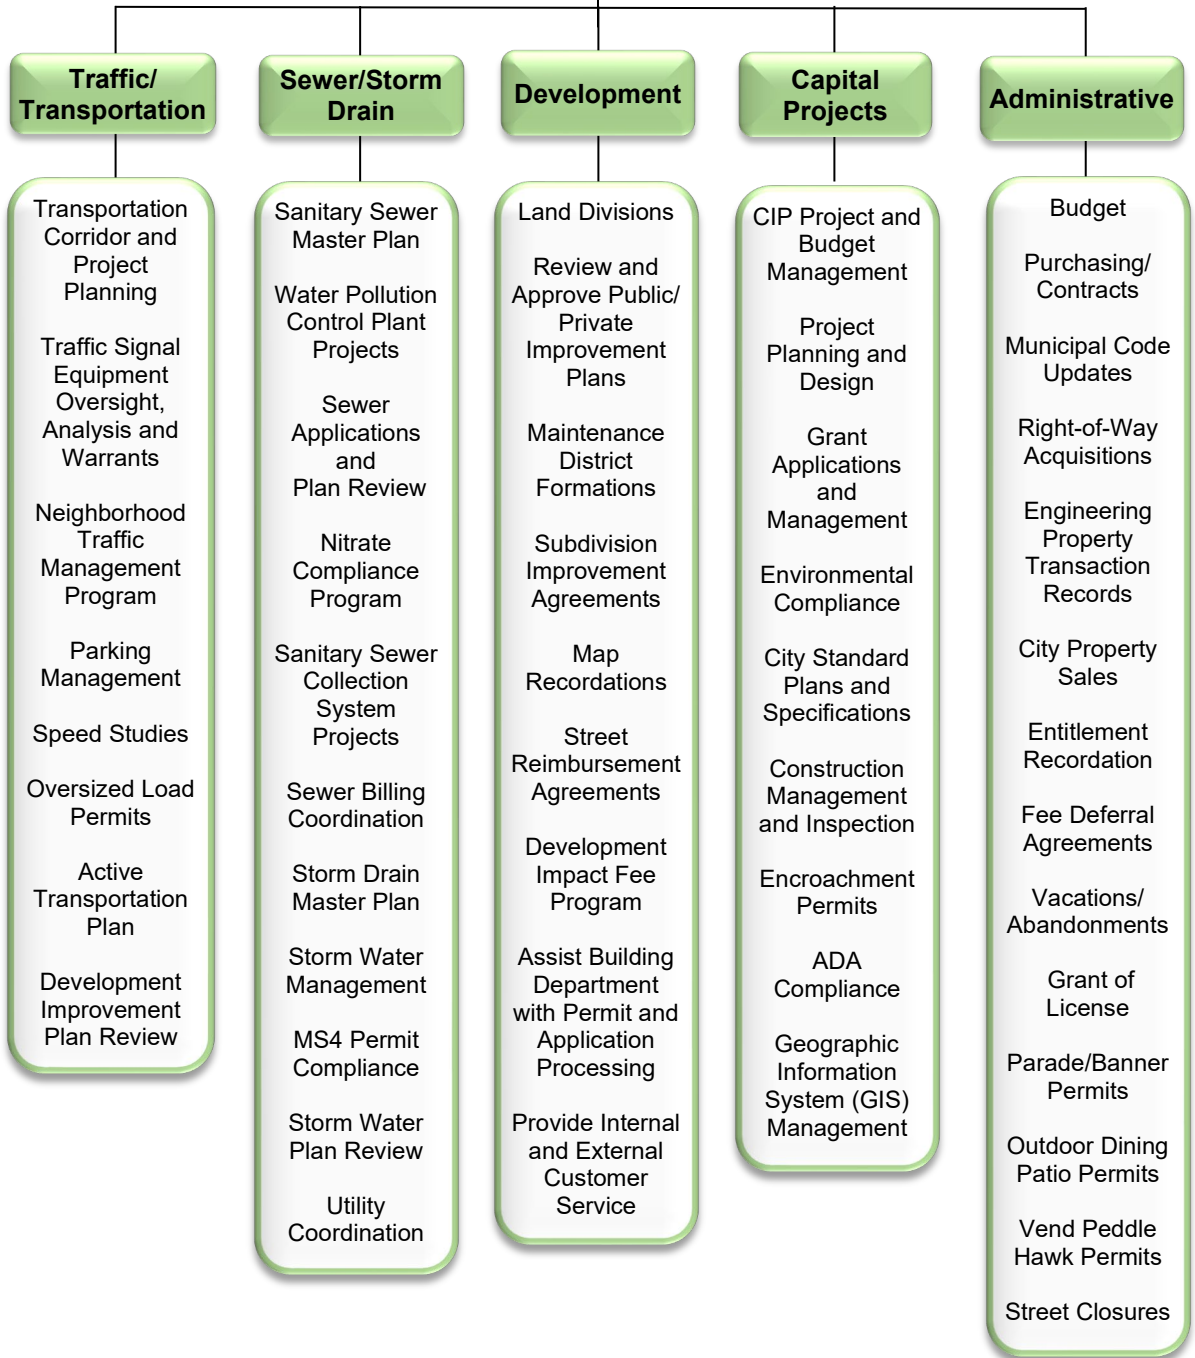 Traffic/
Transportation
Sewer/Storm
Drain
Development
Capital
Projects
Administrative
Transportation
Corridor and
Project
Planning
Traffic Signal
Equipment
Oversight,
Analysis and
Warrants
Neighborhood
Traffic
Management
Program
Parking
Management
Speed Studies
Oversized Load
Permits
Active
Transportation
Plan
Development
Improvement
Plan Review
Sanitary Sewer
Master Plan
Water Pollution
Control Plant
Projects
Sewer
Applications
and
Plan Review
Nitrate
Compliance
Program
Sanitary Sewer
Collection
System
Projects
Sewer Billing
Coordination
Storm Drain
Master Plan
Storm Water
Management
MS4 Permit
Compliance
Storm Water
Plan Review
Utility
Coordination
Land Divisions
Review and
Approve Public/
Private
Improvement
Plans
Maintenance
District
Formations
Subdivision
Improvement
Agreements
Map
Recordations
Street
Reimbursement
Agreements
Development
Impact Fee
Program
Assist Building
Department
with Permit and
Application
Processing
Provide Internal
and External
Customer
Service
CIP Project and
Budget
Management
Project
Planning and
Design
Grant
Applications
and
Management
Environmental
Compliance
City Standard
Plans and
Specifications
Construction
Management
and Inspection
Encroachment
Permits
ADA
Compliance
Geographic
Information
System (GIS)
Management
Budget
Purchasing/
Contracts
Municipal Code
Updates
Right-of-Way
Acquisitions
Engineering
Property
Transaction
Records
City Property
Sales
Entitlement
Recordation
Fee Deferral
Agreements
Vacations/
Abandonments
Grant of
License
Parade/Banner
Permits
Outdoor Dining
Patio Permits
Vend Peddle
Hawk Permits
Street Closures